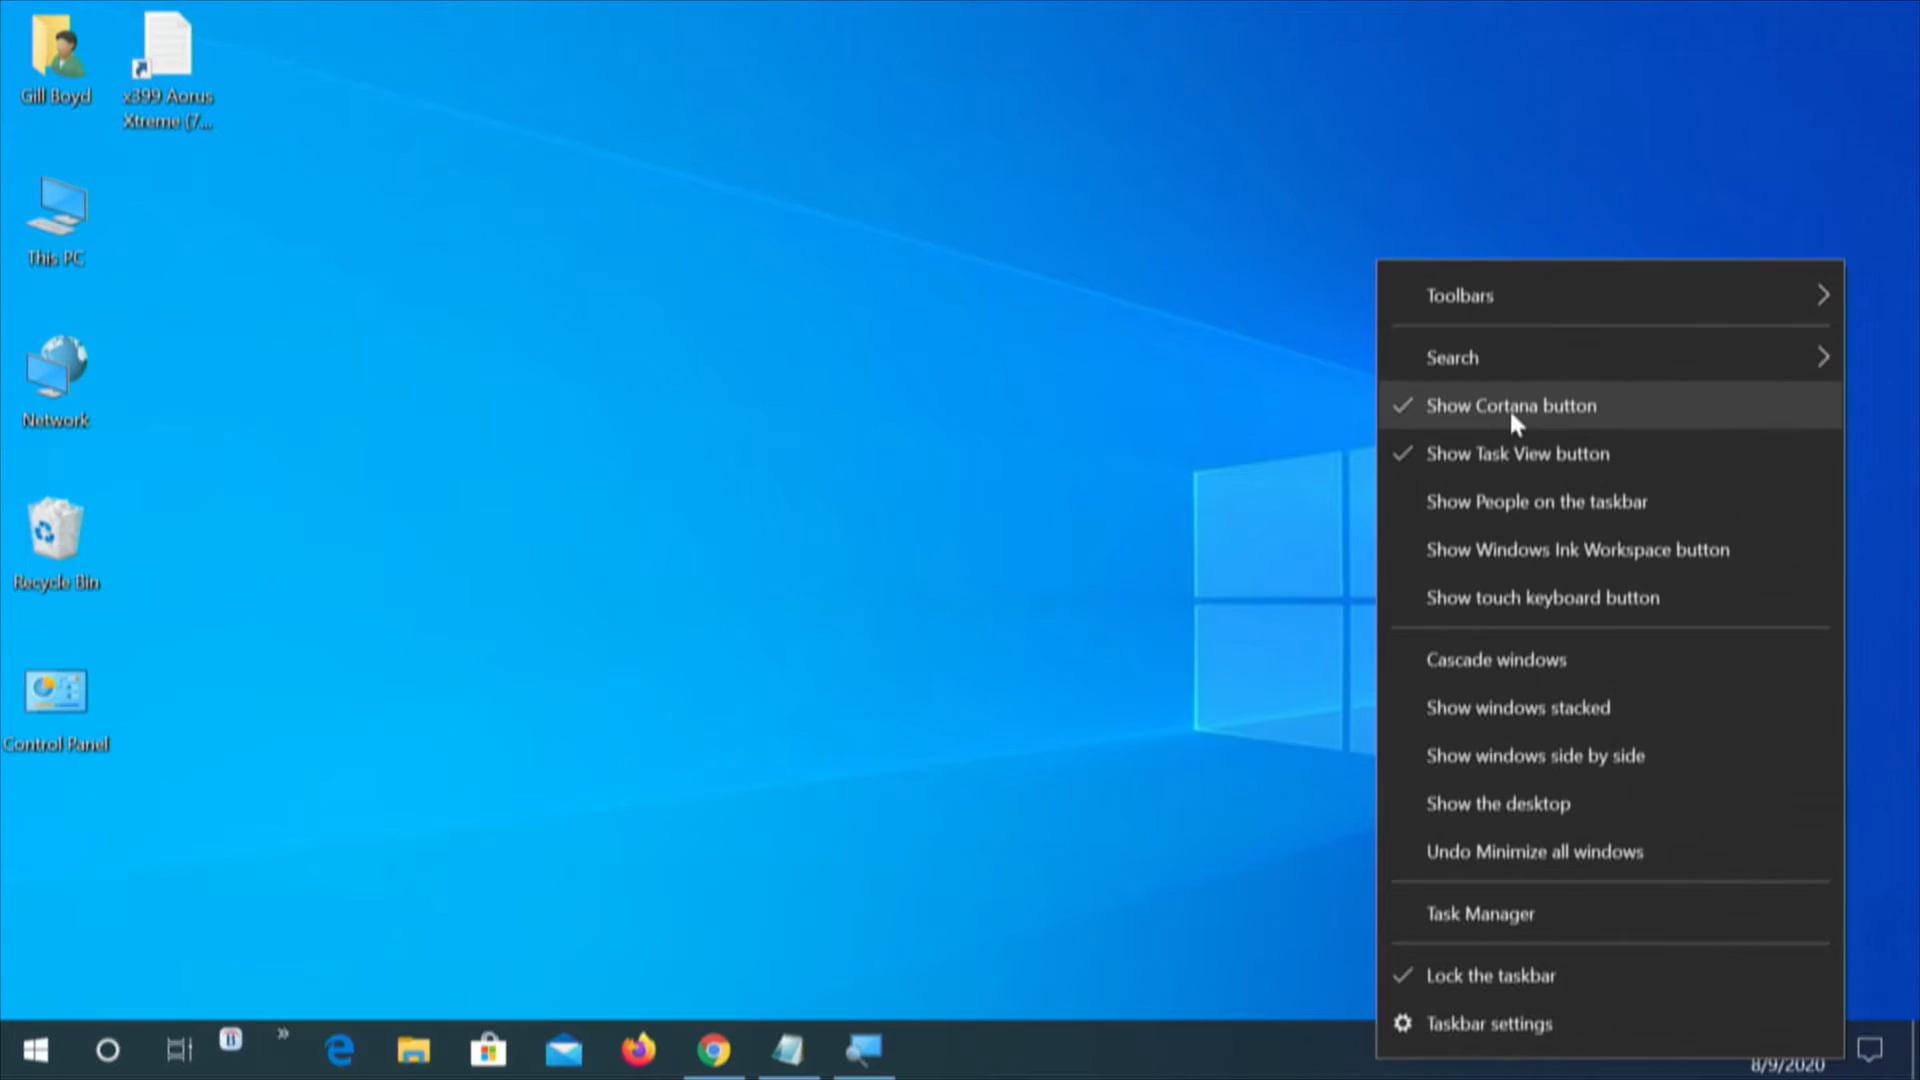 Gill Boyd
x399 Aorus
Xtreme (7...
This PC
Network
Recycle Bin
Control Panel
Toolbars
Search
Show Cortana button
Show Task View button
Show People on the taskbar
Show Windows Ink Workspace button
Show touch keyboard button
Cascade windows
Show windows stacked
Show windows side by side
Show the desktop
Undo Minimize all windows
Task Manager
Lock the taskbar
Taskbar settings
B
»
8/9/2020